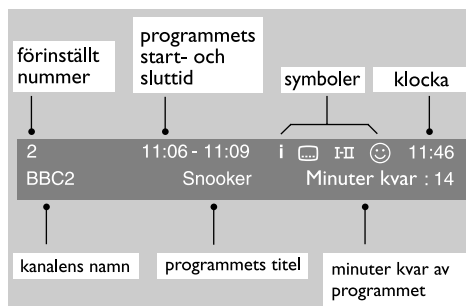 programmets
start- och
sluttid
förinställt
nummer
symboler
klocka
2 11:06 - 11:09 i I-II 11:46
BBC2 Snooker Minuter kvar : 14
kanalens namn
programmets titel
minuter kvar av
programmet